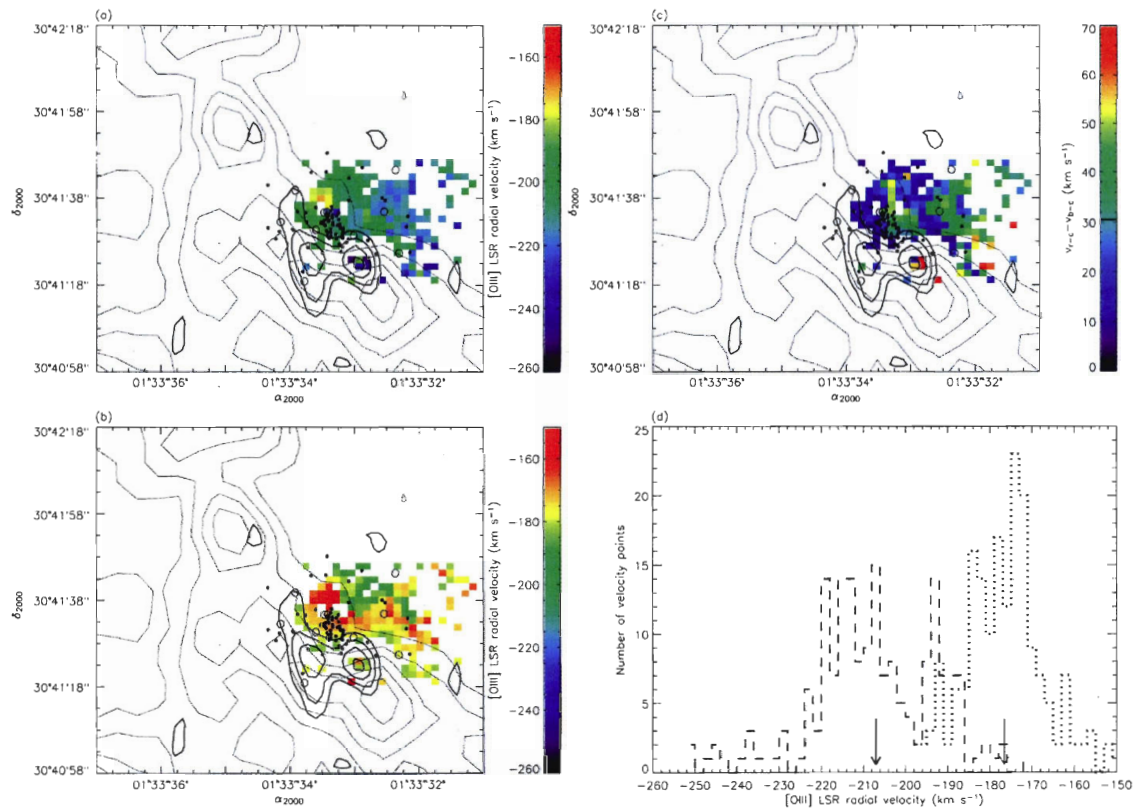 (a)
30°42'18"
30°41'58"
30°41'38"
30°41'18"
30°40'58"
δ2000
01ʰ33ᵐ36ˢ
01ʰ33ᵐ34ˢ
01ʰ33ᵐ32ˢ
α2000
−160
−180
−200
−220
−240
−260
[OIII] LSR radial velocity (km s⁻¹)
(c)
30°42'18"
30°41'58"
30°41'38"
30°41'18"
30°40'58"
δ2000
01ʰ33ᵐ36ˢ
01ʰ33ᵐ34ˢ
01ʰ33ᵐ32ˢ
α2000
70
60
50
40
30
20
10
0
v_r−c−v_b−c (km s⁻¹)
(b)
30°42'18"
30°41'58"
30°41'38"
30°41'18"
30°40'58"
δ2000
01ʰ33ᵐ36ˢ
01ʰ33ᵐ34ˢ
01ʰ33ᵐ32ˢ
α2000
−160
−180
−200
−220
−240
−260
[OIII] LSR radial velocity (km s⁻¹)
(d)
25
20
15
10
5
0
Number of velocity points
−260 −250 −240 −230 −220 −210 −200 −190 −180 −170 −160 −150
[OIII] LSR radial velocity (km s⁻¹)